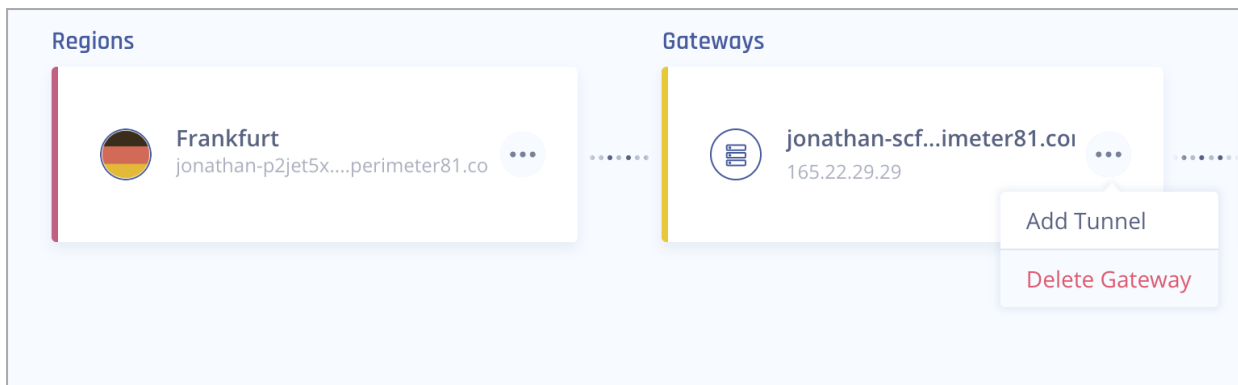 Regions
Gateways
Frankfurt
jonathan-p2jet5x....perimeter81.co
jonathan-scf...imeter81.co
165.22.29.29
Add Tunnel
Delete Gateway